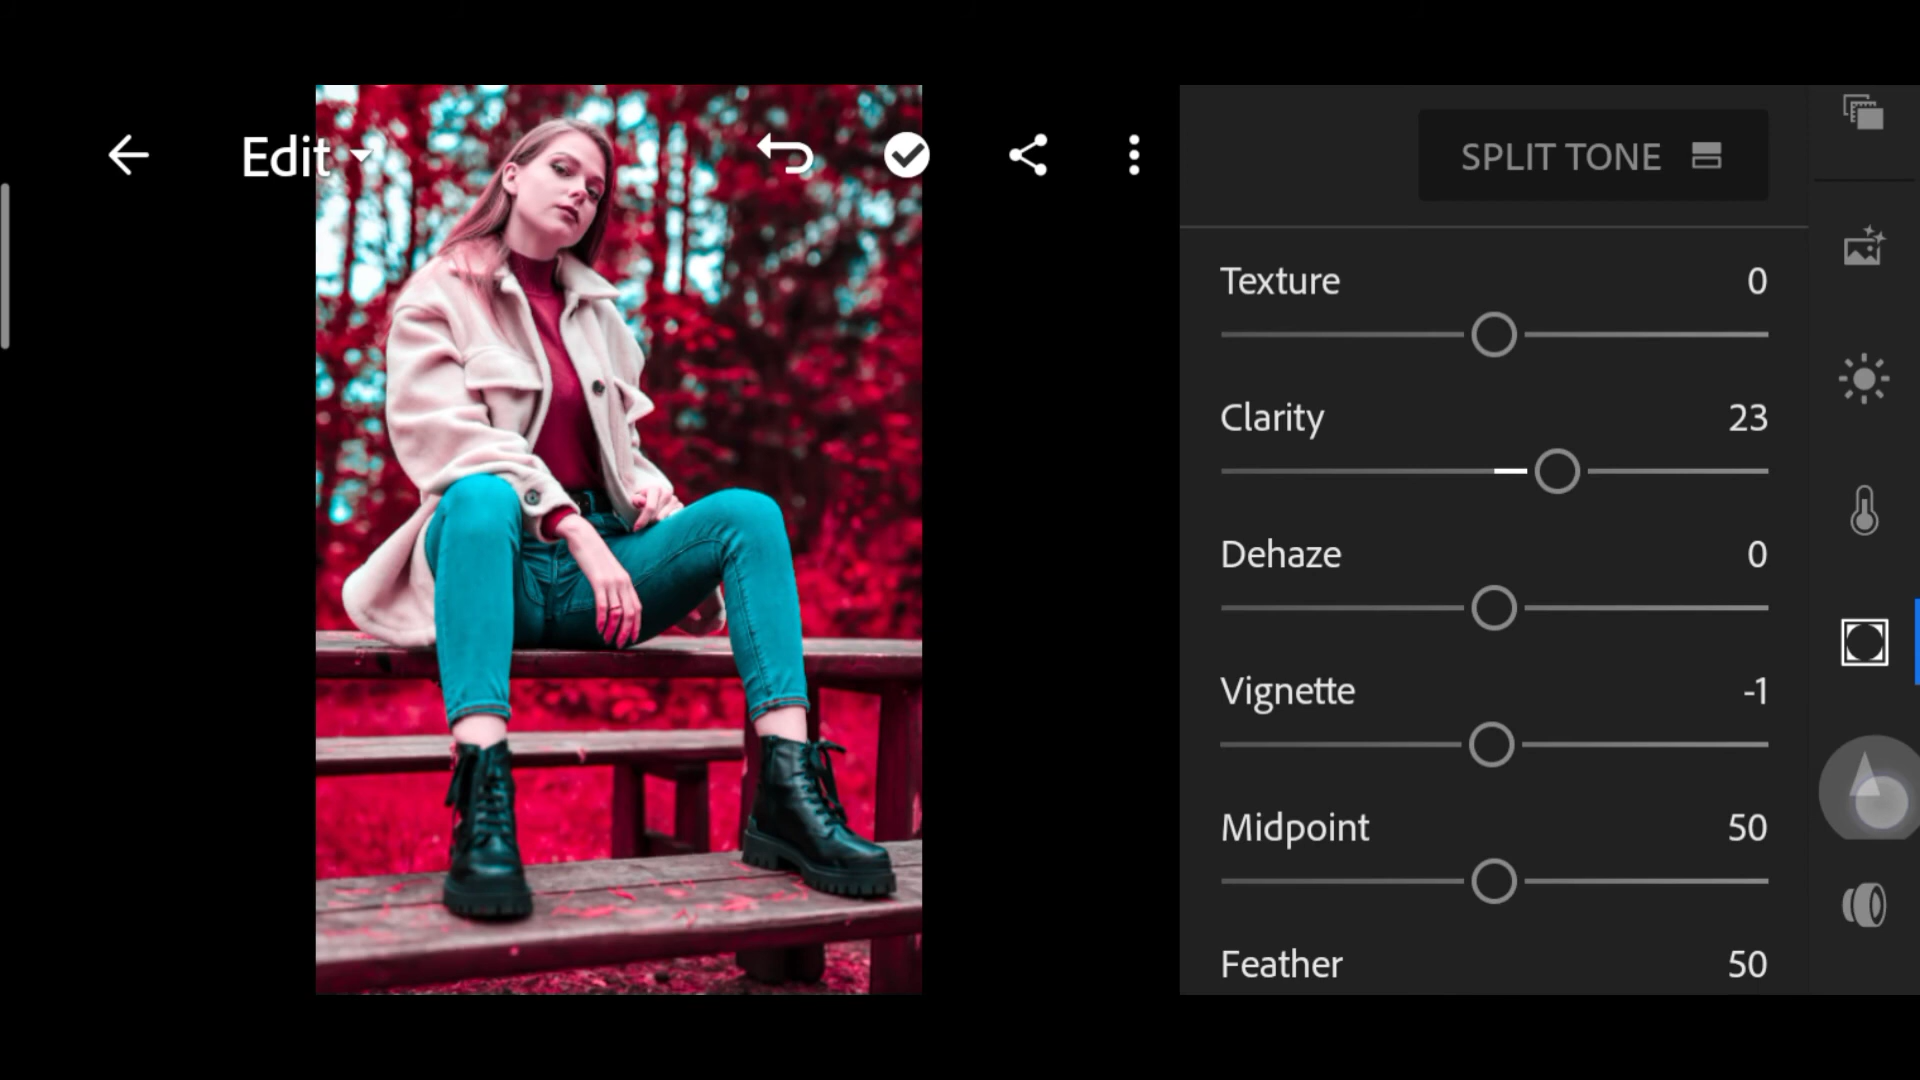 Edit
SPLIT TONE
Texture 0
Clarity 23
Dehaze 0
Vignette -1
Midpoint 50
Feather 50